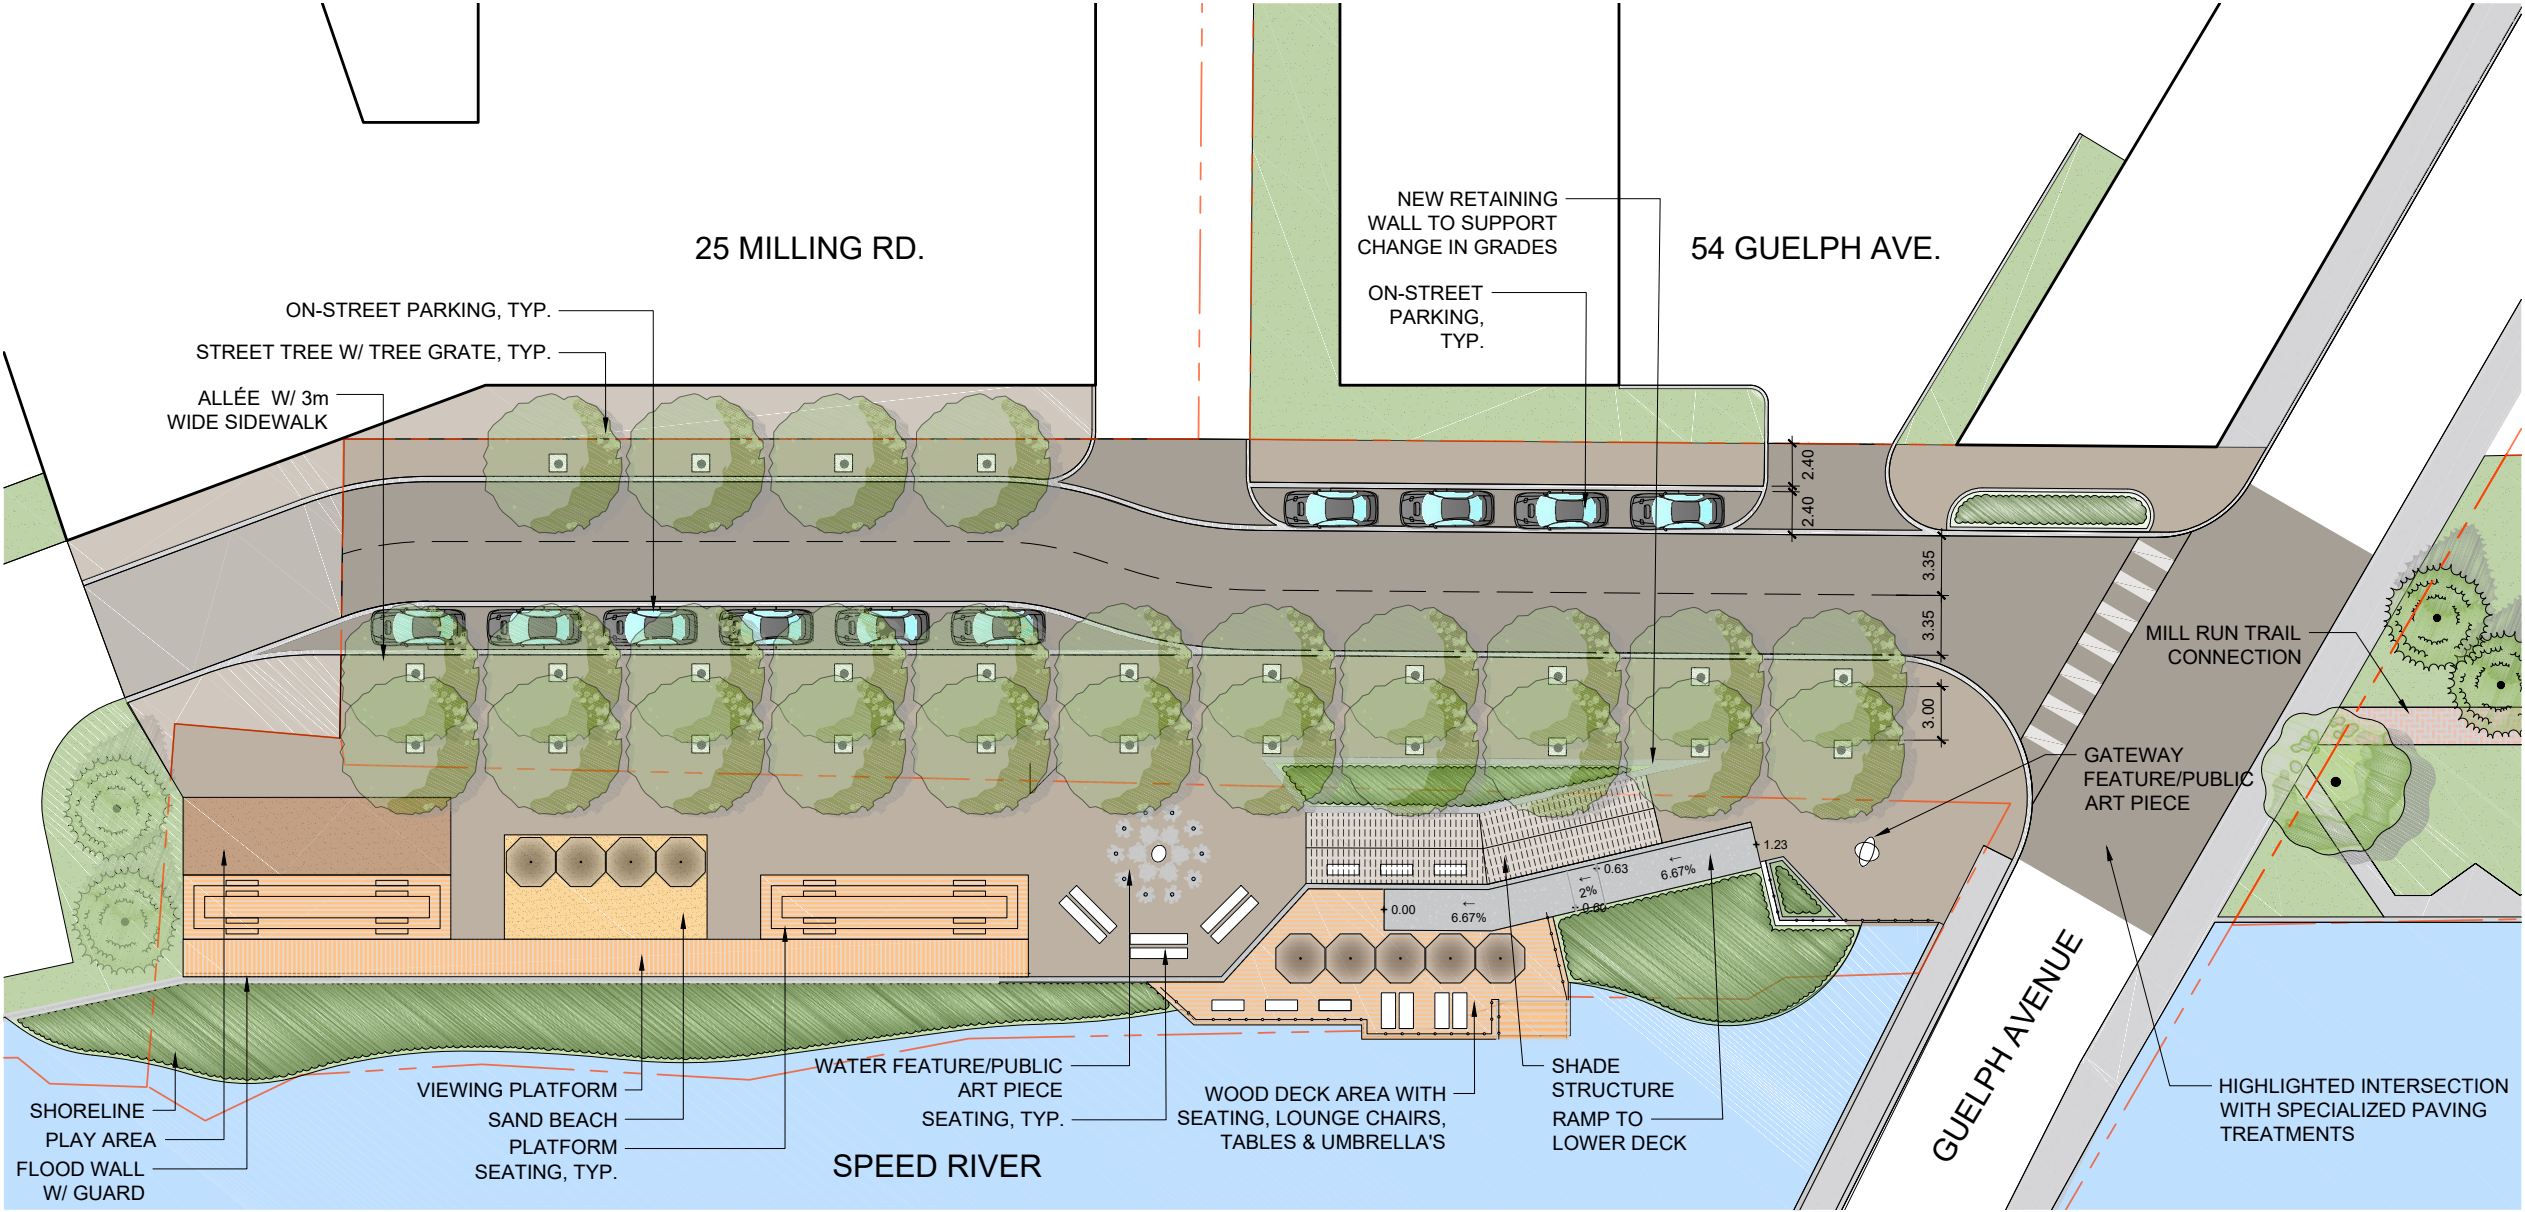 NEW RETAINING
WALL TO SUPPORT
CHANGE IN GRADES
25 MILLING RD.
54 GUELPH AVE.
ON-STREET PARKING, TYP.
STREET TREE W/ TREE GRATE, TYP.
ALLÉE W/ 3m
WIDE SIDEWALK
ON-STREET
PARKING,
TYP.
2.40
2.40
3.35
3.35
3.00
MILL RUN TRAIL
CONNECTION
GATEWAY
FEATURE/PUBLIC
ART PIECE
1.23
0.63
6.67%
2%
0.60
0.00
6.67%
SHORELINE
PLAY AREA
FLOOD WALL
W/ GUARD
VIEWING PLATFORM
SAND BEACH
PLATFORM
SEATING, TYP.
WATER FEATURE/PUBLIC
ART PIECE
SEATING, TYP.
SPEED RIVER
WOOD DECK AREA WITH
SEATING, LOUNGE CHAIRS,
TABLES & UMBRELLA'S
SHADE
STRUCTURE
RAMP TO
LOWER DECK
GUELPH AVENUE
HIGHLIGHTED INTERSECTION
WITH SPECIALIZED PAVING
TREATMENTS